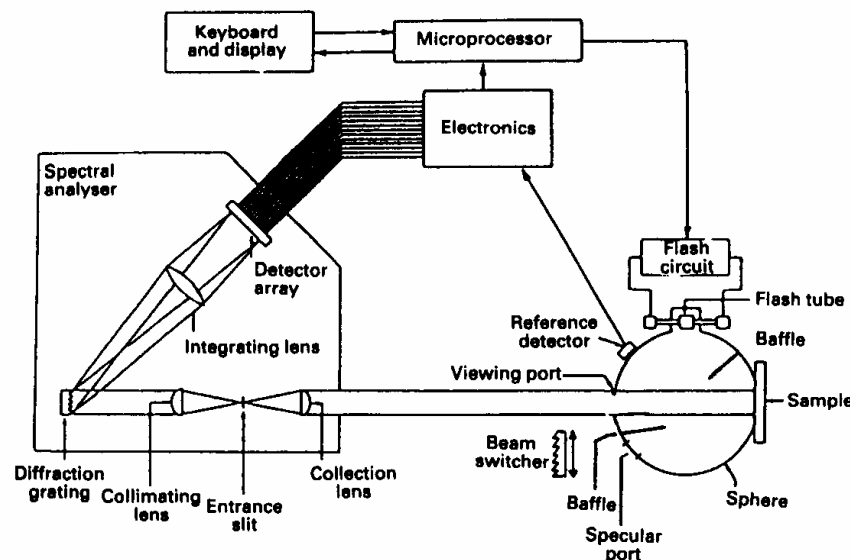 Keyboard
and display
Microprocessor
Electronics
Spectral
analyser
Detector
array
Integrating lens
Flash
circuit
Flash tube
Reference
detector
Baffle
Viewing port
Sample
Beam
switcher
Diffraction
grating
Collimating
lens
Entrance
slit
Collection
lens
Baffle
Sphere
Specular
port